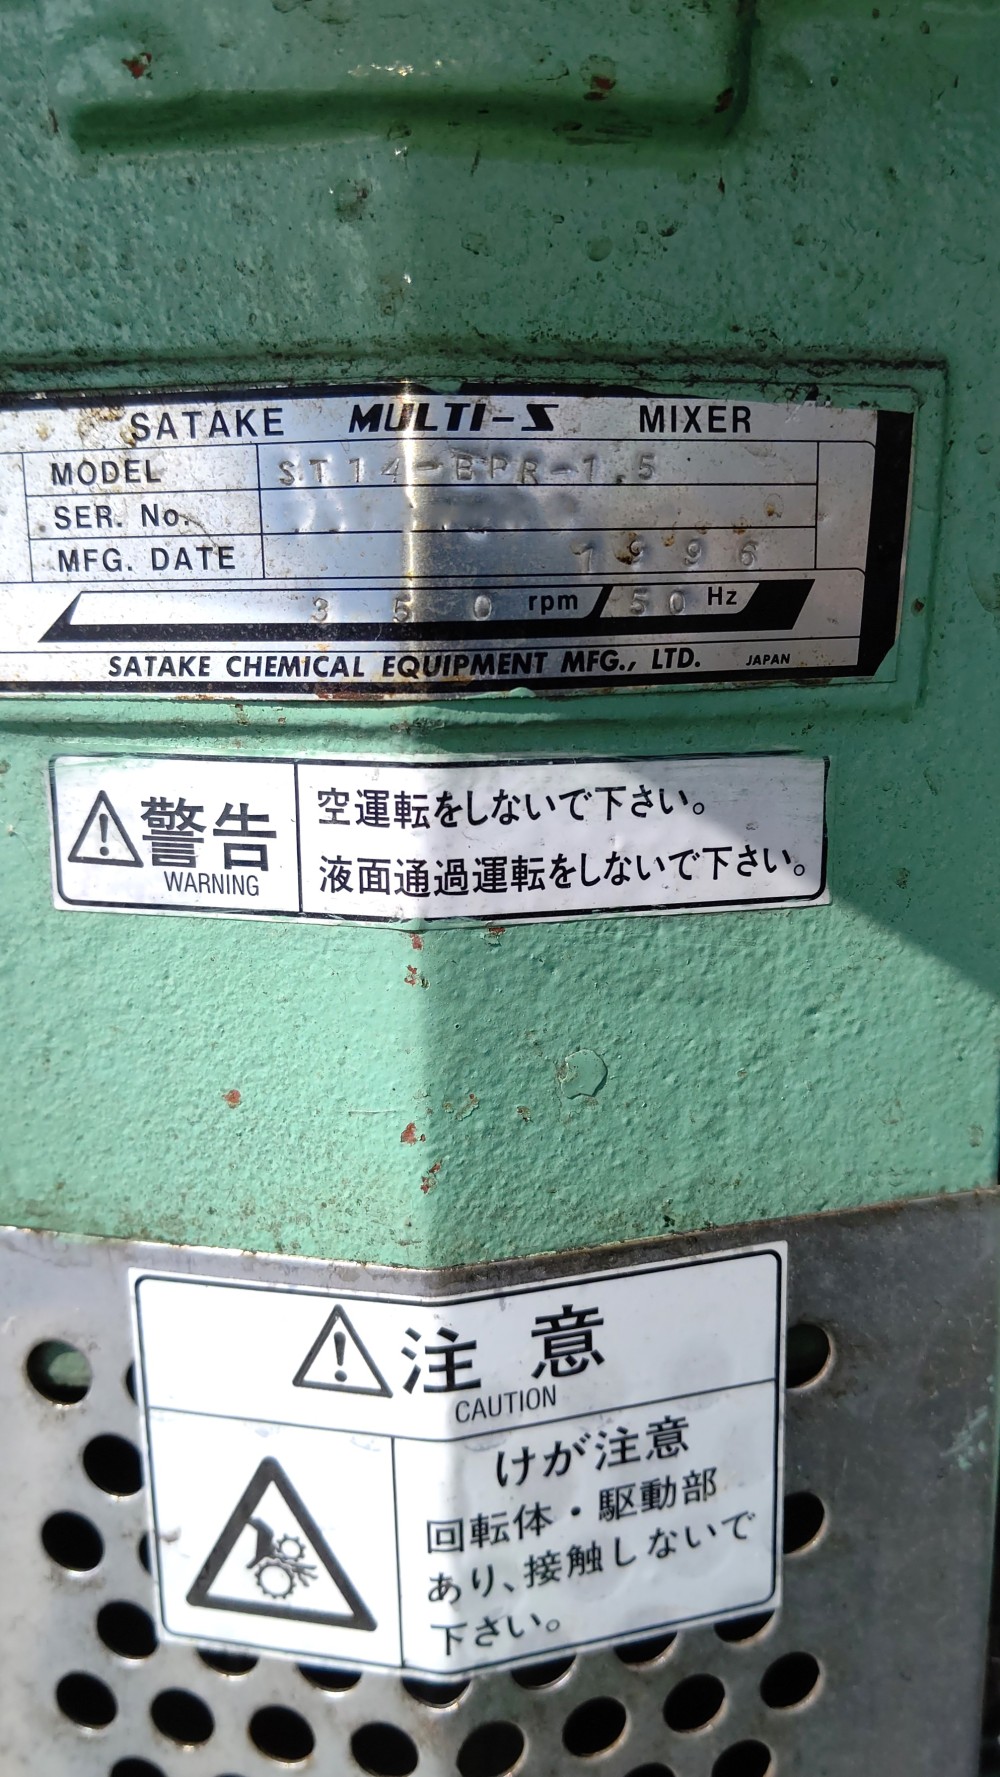 SATAKE MULTI-S MIXER
MODEL ST14-BPR-1.5
SER. No.
MFG. DATE 1996
350 rpm 50 Hz
SATAKE CHEMICAL EQUIPMENT MFG., LTD. JAPAN
警告
WARNING
空運転をしないで下さい。
液面通過運転をしないで下さい。
注意
CAUTION
けが注意
回転体・駆動部
あり、接触しないで
下さい。